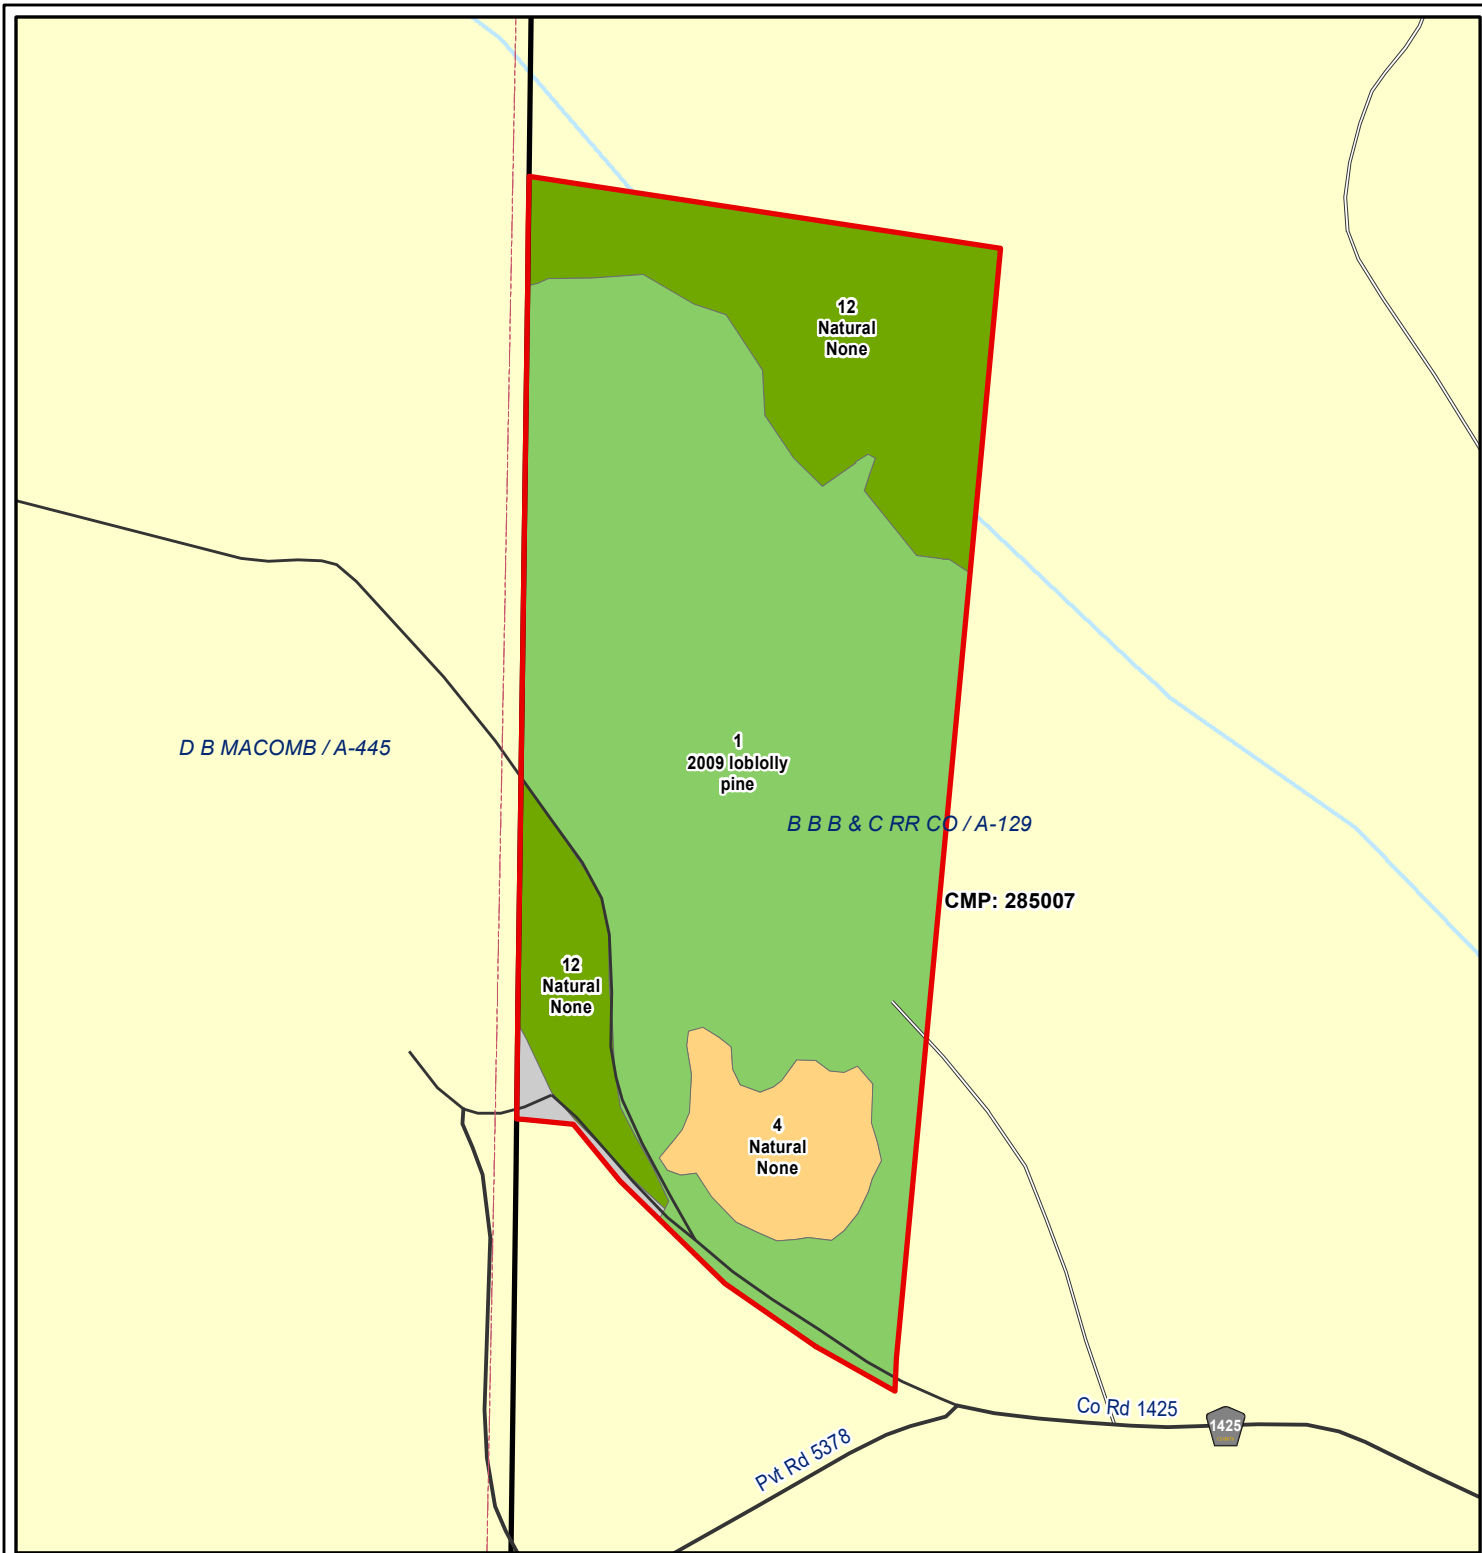 12
Natural
None
D B MACOMB / A-445
1
2009 loblolly
pine
B B B & C RR CO / A-129
CMP: 285007
12
Natural
None
4
Natural
None
Co Rd 1425
1425
Pvt Rd 5378